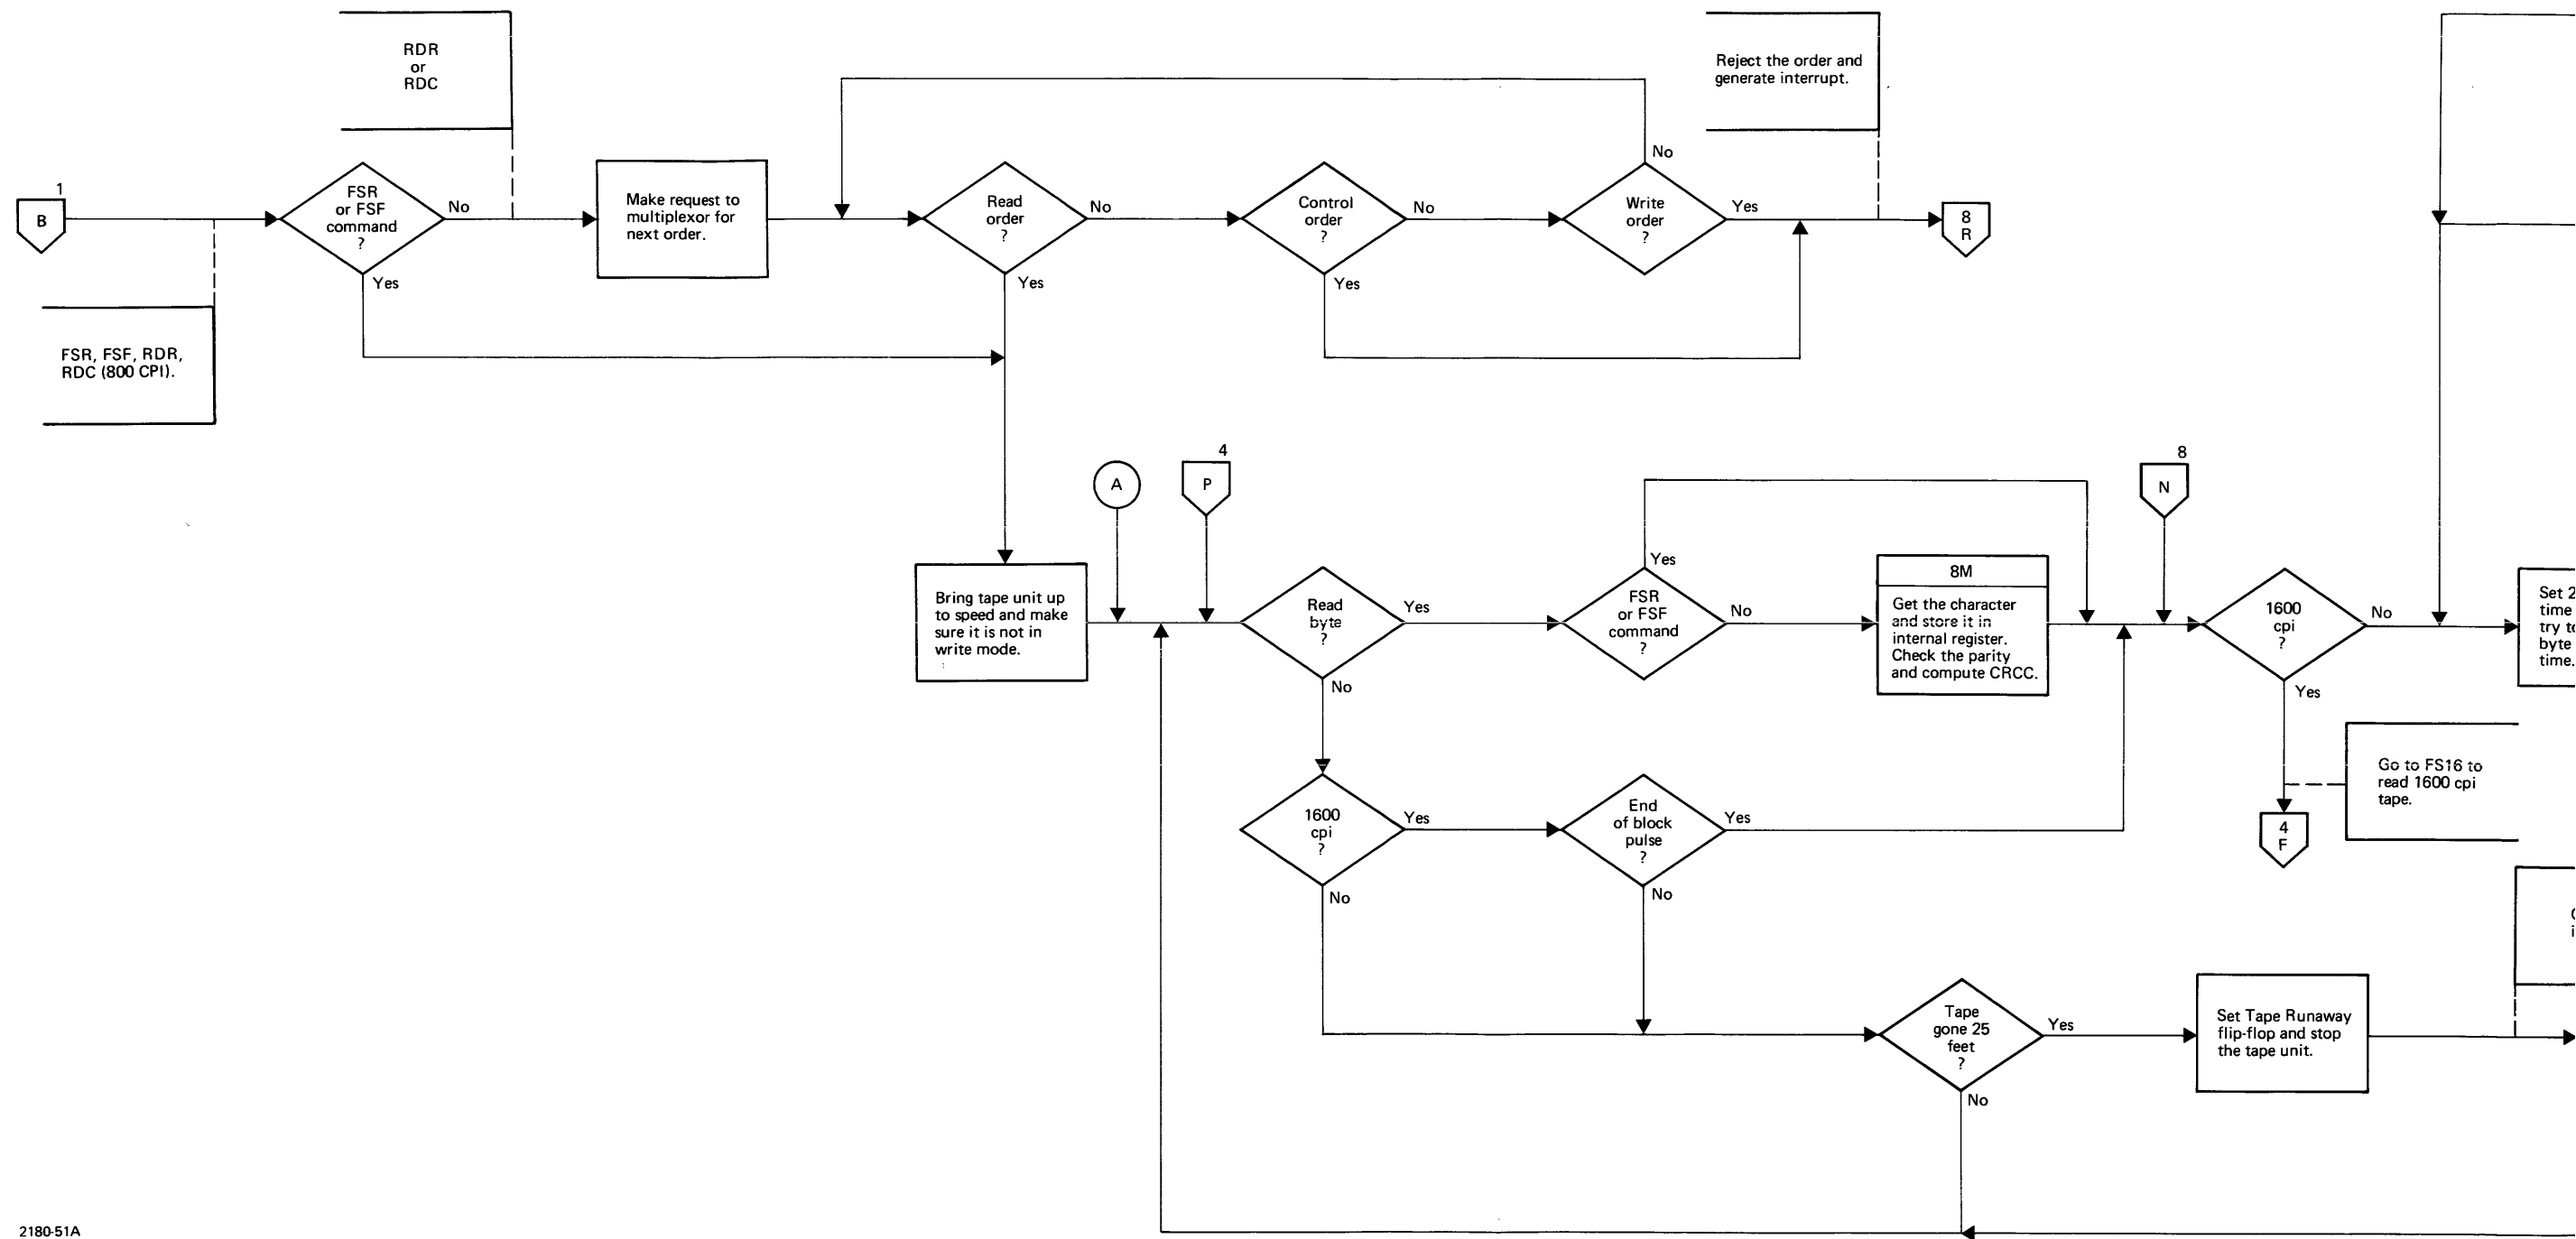 RDR
or
RDC
Reject the order and
generate interrupt.
1
B
FSR
or FSF
command
?
No
Yes
Make request to
multiplexor for
next order.
Read
order
?
No
Yes
Control
order
?
No
Yes
Write
order
?
No
Yes
8
R
FSR, FSF, RDR,
RDC (800 CPI).
A
4
P
8
N
Bring tape unit up
to speed and make
sure it is not in
write mode.
Read
byte
?
Yes
No
FSR
or FSF
command
?
Yes
No
8M
Get the character
and store it in
internal register.
Check the parity
and compute CRCC.
1600
cpi
?
No
Yes
Set 2
time
try to
byte
time.
Go to FS16 to
read 1600 cpi
tape.
4
F
1600
cpi
?
Yes
No
End
of block
pulse
?
Yes
No
Tape
gone 25
feet
?
Yes
No
Set Tape Runaway
flip-flop and stop
the tape unit.
2180-51A